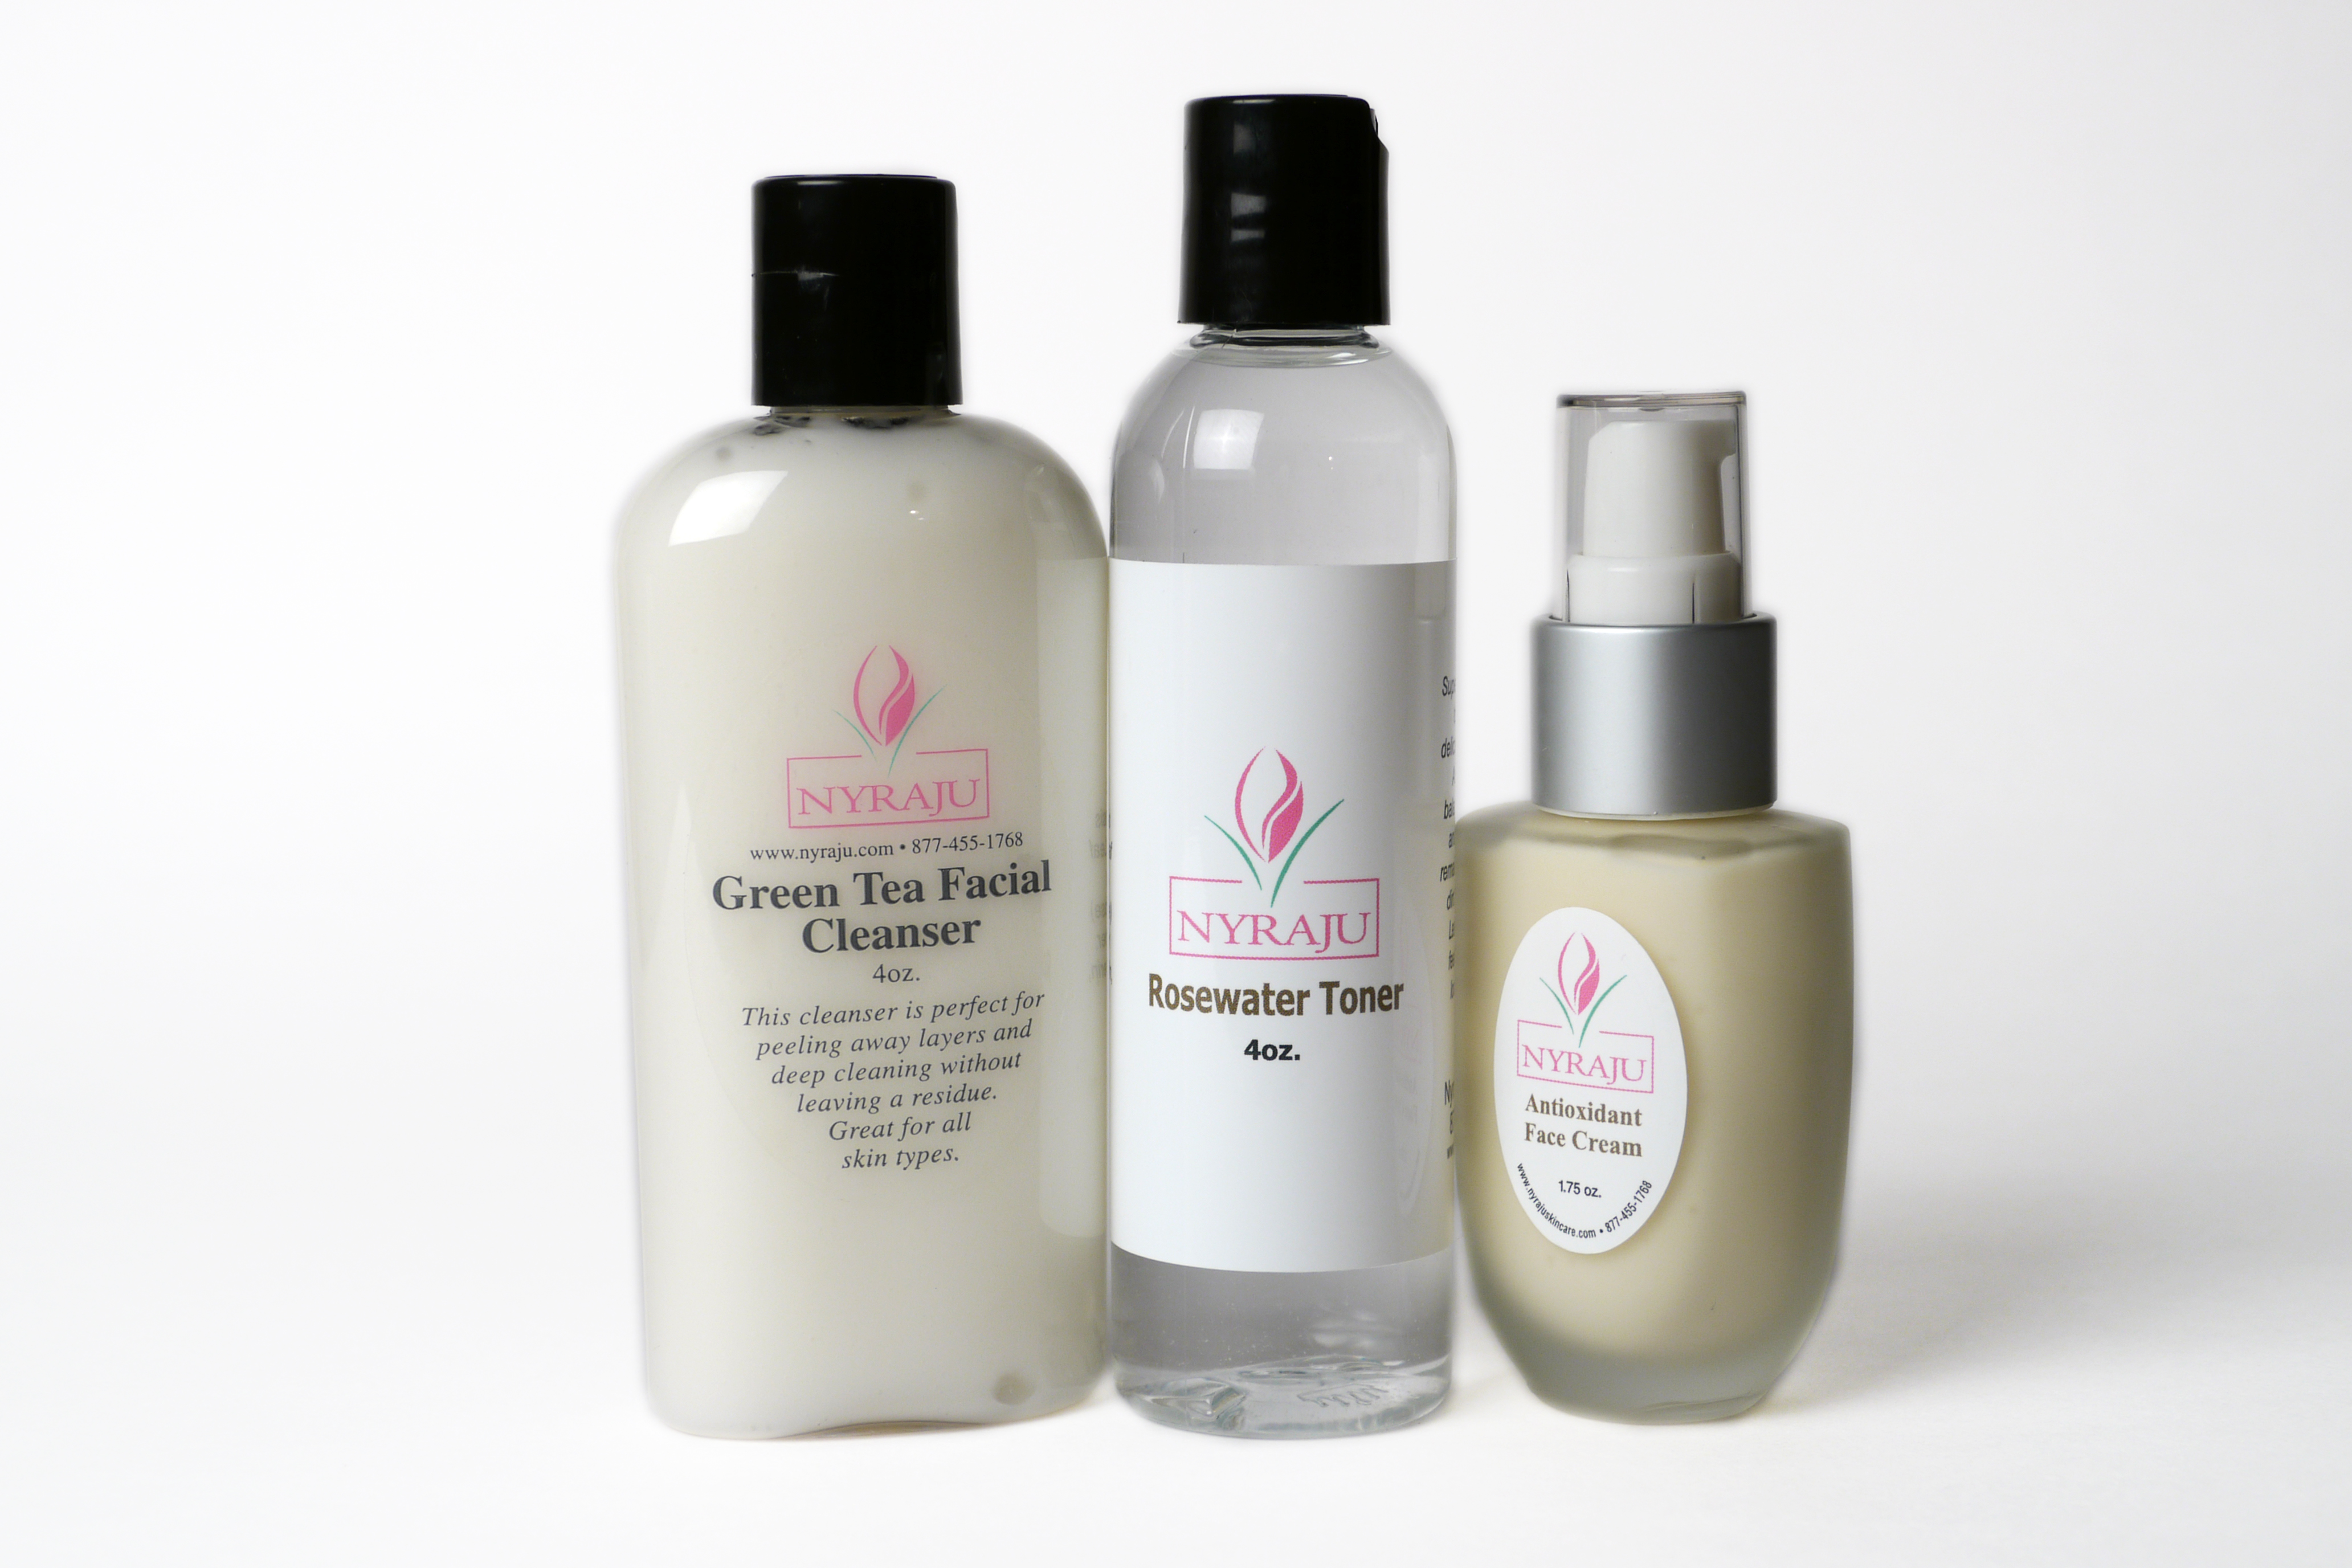 NYRAJU
www.nyraju.com • 877-455-1768
Green Tea Facial
Cleanser
4oz.
This cleanser is perfect for
peeling away layers and
deep cleaning without
leaving a residue.
Great for all
skin types.
NYRAJU
Rosewater Toner
4oz.
NYRAJU
Antioxidant
Face Cream
1.75 oz.
www.nyrajuskincare.com • 877-455-1768